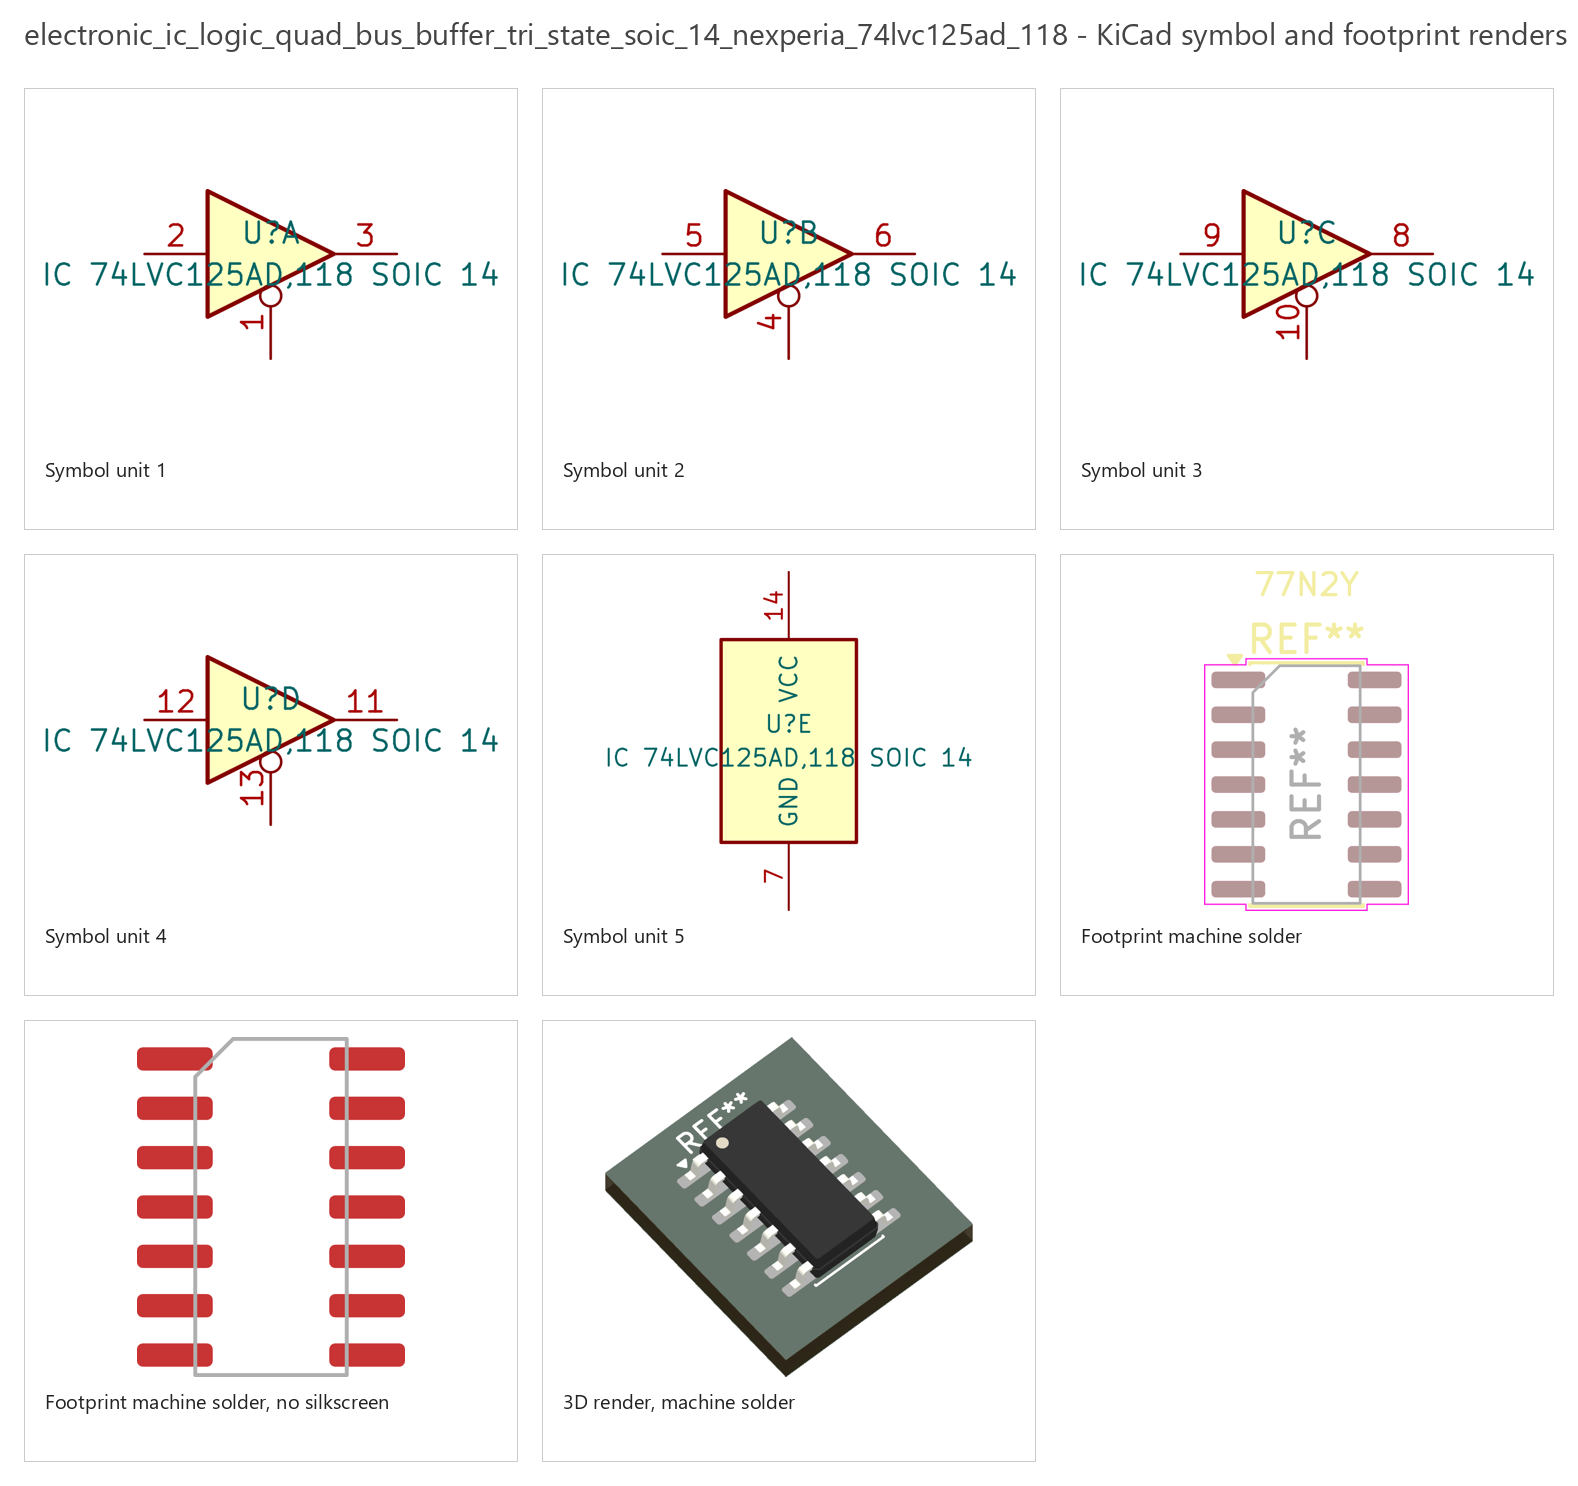 electronic_ic_logic_quad_bus_buffer_tri_state_soic_14_nexperia_74lvc125ad_118 - KiCad symbol and footprint renders
U?A
2
3
IC 74LVC125AD,118 SOIC 14
1
Symbol unit 1
U?B
5
6
IC 74LVC125AD,118 SOIC 14
4
Symbol unit 2
U?C
9
8
IC 74LVC125AD,118 SOIC 14
10
Symbol unit 3
U?D
12
11
IC 74LVC125AD,118 SOIC 14
13
Symbol unit 4
14
VCC
U?E
IC 74LVC125AD,118 SOIC 14
GND
7
Symbol unit 5
77N2Y
REF**
REF**
Footprint machine solder
Footprint machine solder, no silkscreen
REF**
3D render, machine solder